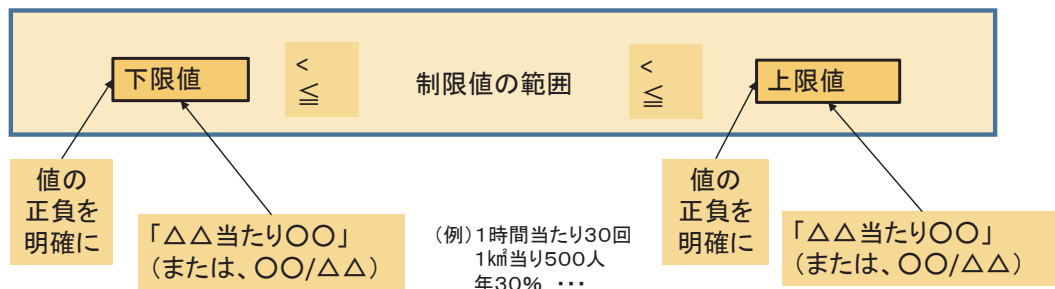 下限値
<
≦
制限値の範囲
<
≦
上限値
値の
正負を
明確に
「△△当たり〇〇」
(または、〇〇/△△)
(例)1時間当たり30回
1㎢当り500人
年30% ・・・
値の
正負を
明確に
「△△当たり〇〇」
(または、〇〇/△△)